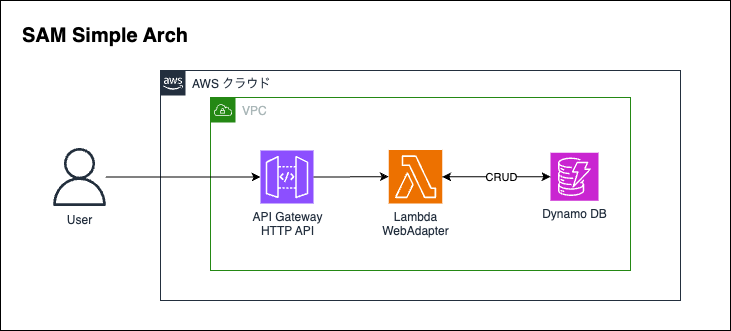 SAM Simple Arch
aws
AWS クラウド
VPC
User
API Gateway
HTTP API
Lambda
WebAdapter
CRUD
Dynamo DB